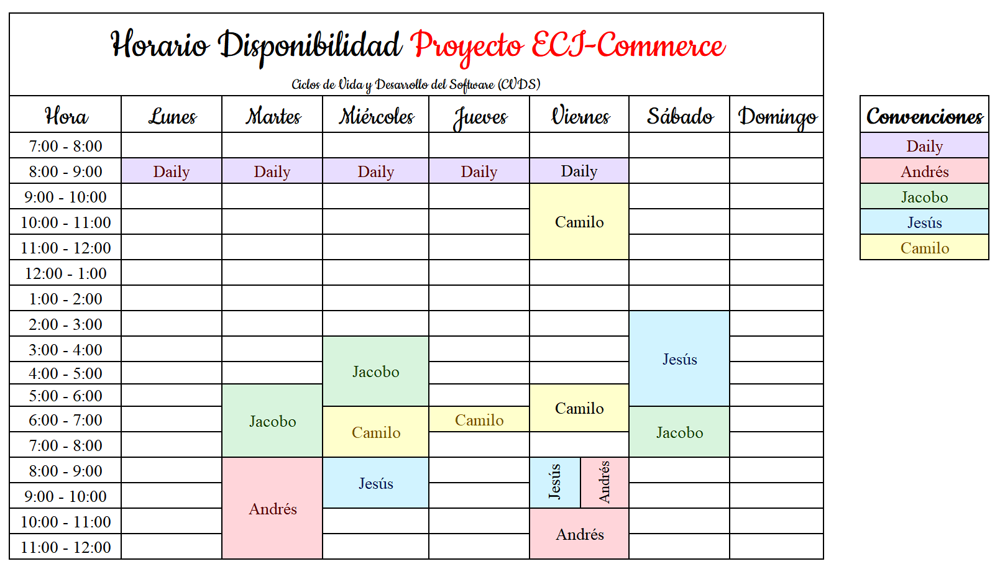 Horario Disponibilidad Proyecto ECI-Commerce
Ciclos de Vida y Desarrollo del Software (CVDS)
Hora Lunes Martes Miércoles Jueves Viernes Sábado Domingo
7:00 - 8:00
8:00 - 9:00 Daily Daily Daily Daily Daily
9:00 - 10:00
10:00 - 11:00 Camilo
11:00 - 12:00
12:00 - 1:00
1:00 - 2:00
2:00 - 3:00
3:00 - 4:00
4:00 - 5:00 Jacobo Jesús
5:00 - 6:00
6:00 - 7:00 Jacobo Camilo Camilo Camilo
7:00 - 8:00 Jacobo
8:00 - 9:00
9:00 - 10:00 Andrés Jesús Jesús Andrés
10:00 - 11:00
11:00 - 12:00 Andrés
Convenciones
Daily
Andrés
Jacobo
Jesús
Camilo